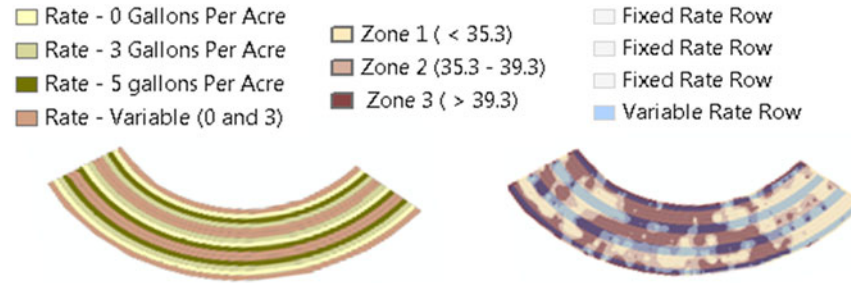 Rate - 0 Gallons Per Acre
Rate - 3 Gallons Per Acre
Rate - 5 gallons Per Acre
Rate - Variable (0 and 3)
Zone 1 ( < 35.3)
Zone 2 (35.3 - 39.3)
Zone 3 ( > 39.3)
Fixed Rate Row
Fixed Rate Row
Fixed Rate Row
Variable Rate Row